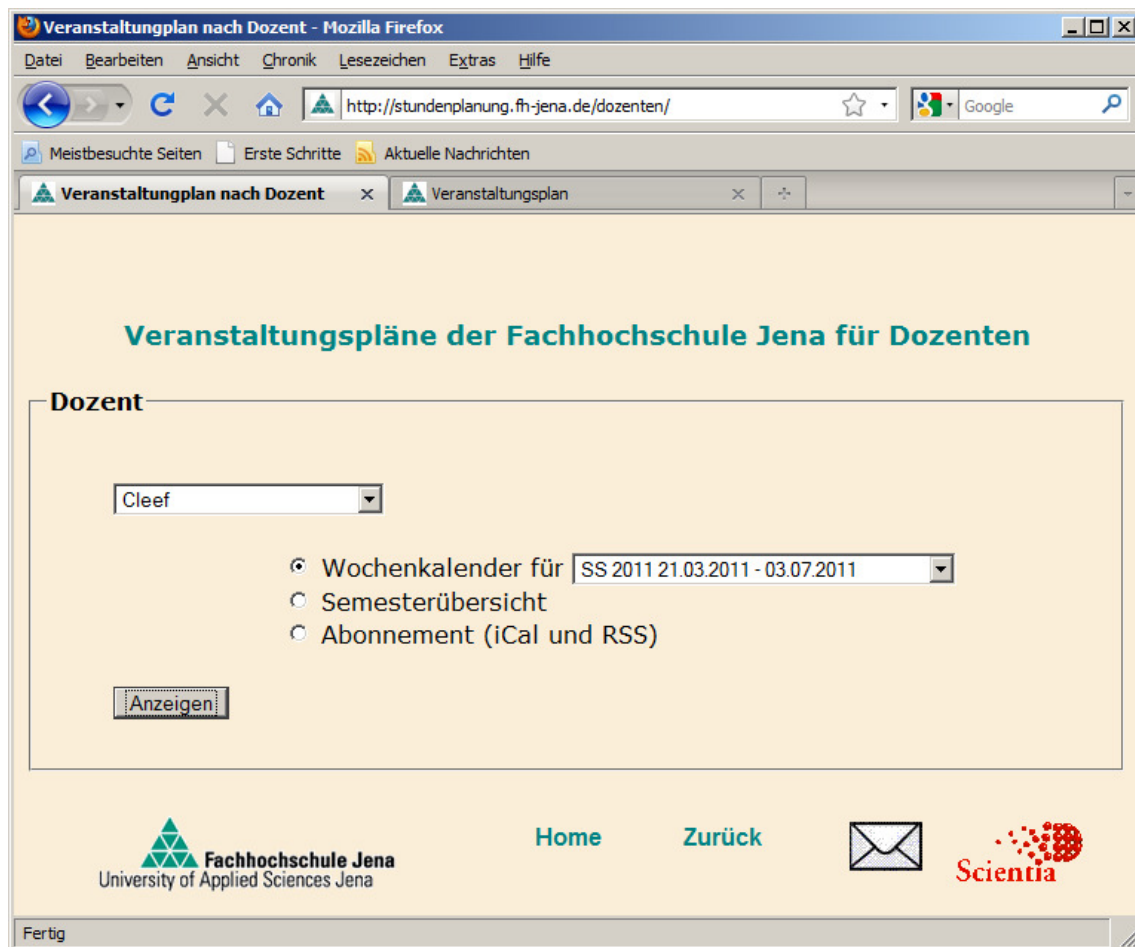 Veranstaltungplan nach Dozent - Mozilla Firefox
Datei Bearbeiten Ansicht Chronik Lesezeichen Extras Hilfe
http://stundenplanung.fh-jena.de/dozenten/ Google
Meistbesuchte Seiten Erste Schritte Aktuelle Nachrichten
Veranstaltungplan nach Dozent Veranstaltungsplan
Veranstaltungspläne der Fachhochschule Jena für Dozenten
Dozent
Cleef
Wochenkalender für SS 2011 21.03.2011 - 03.07.2011
Semesterübersicht
Abonnement (iCal und RSS)
Anzeigen
Home Zurück
Fachhochschule Jena
University of Applied Sciences Jena
Scientia
Fertig